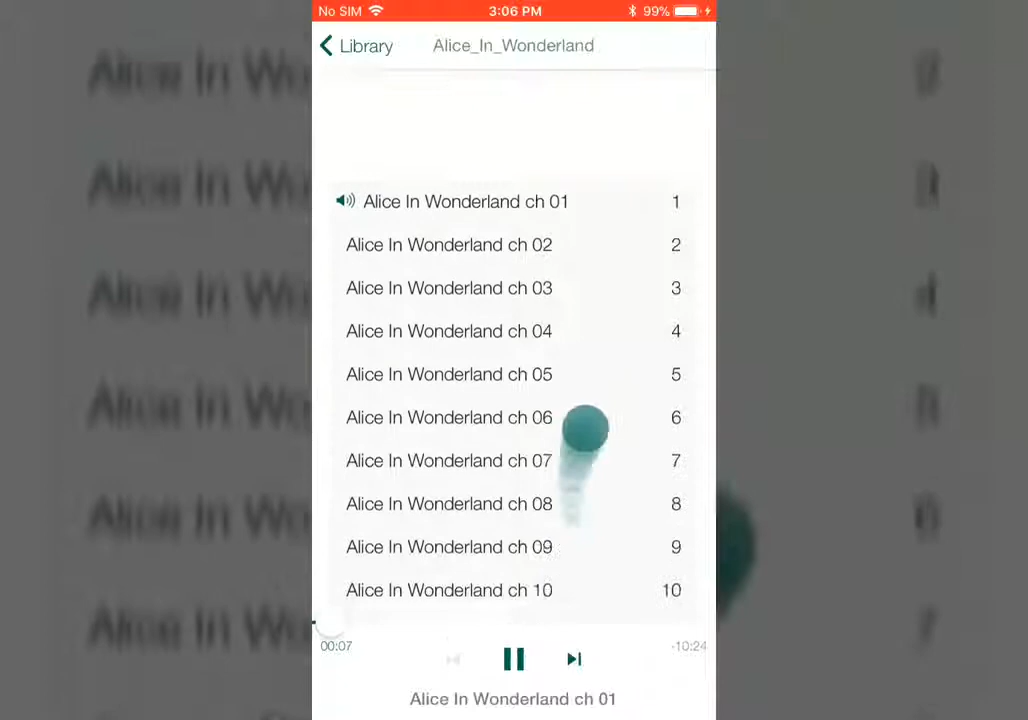 No SIM 3:06 PM 99%
Library Alice_In_Wonderland
Alice In Wonderland ch 01 1
Alice In Wonderland ch 02 2
Alice In Wonderland ch 03 3
Alice In Wonderland ch 04 4
Alice In Wonderland ch 05 5
Alice In Wonderland ch 06 6
Alice In Wonderland ch 07 7
Alice In Wonderland ch 08 8
Alice In Wonderland ch 09 9
Alice In Wonderland ch 10 10
00:07 -10:24
Alice In Wonderland ch 01